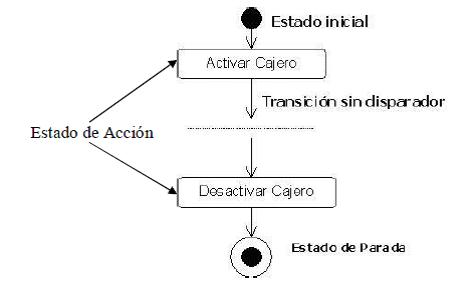 Estado inicial
Activar Cajero
Transición sin disparador
Estado de Acción
Desactivar Cajero
Estado de Parada